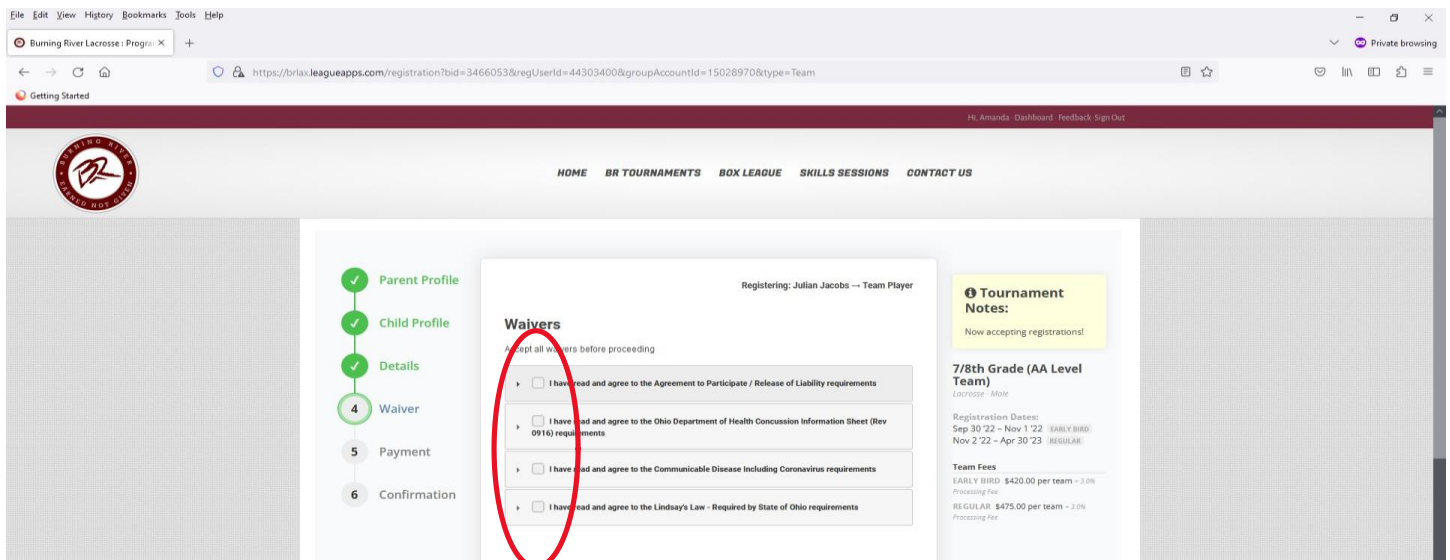 File Edit View History Bookmarks Tools Help
Burning River Lacrosse : Progra
Private browsing
https://brlax.leagueapps.com/registration?bid=3466053&regUserId=44303400&groupAccountId=15028970&type=Team
Getting Started
Hi, Amanda · Dashboard · Feedback · Sign Out
BURNING RIVER
BR
EARNED NOT GIVEN
HOME BR TOURNAMENTS BOX LEAGUE SKILLS SESSIONS CONTACT US
Parent Profile
Child Profile
Details
4 Waiver
5 Payment
6 Confirmation
Registering: Julian Jacobs → Team Player
Waivers
Accept all waivers before proceeding
I have read and agree to the Agreement to Participate / Release of Liability requirements
I have read and agree to the Ohio Department of Health Concussion Information Sheet (Rev
0916) requirements
I have read and agree to the Communicable Disease Including Coronavirus requirements
I have read and agree to the Lindsay's Law - Required by State of Ohio requirements
Tournament
Notes:
Now accepting registrations!
7/8th Grade (AA Level
Team)
Lacrosse - Male
Registration Dates:
Sep 30 '22 – Nov 1 '22 EARLY BIRD
Nov 2 '22 – Apr 30 '23 REGULAR
Team Fees
EARLY BIRD $420.00 per team + 3.0%
Processing Fee
REGULAR $475.00 per team + 3.0%
Processing Fee